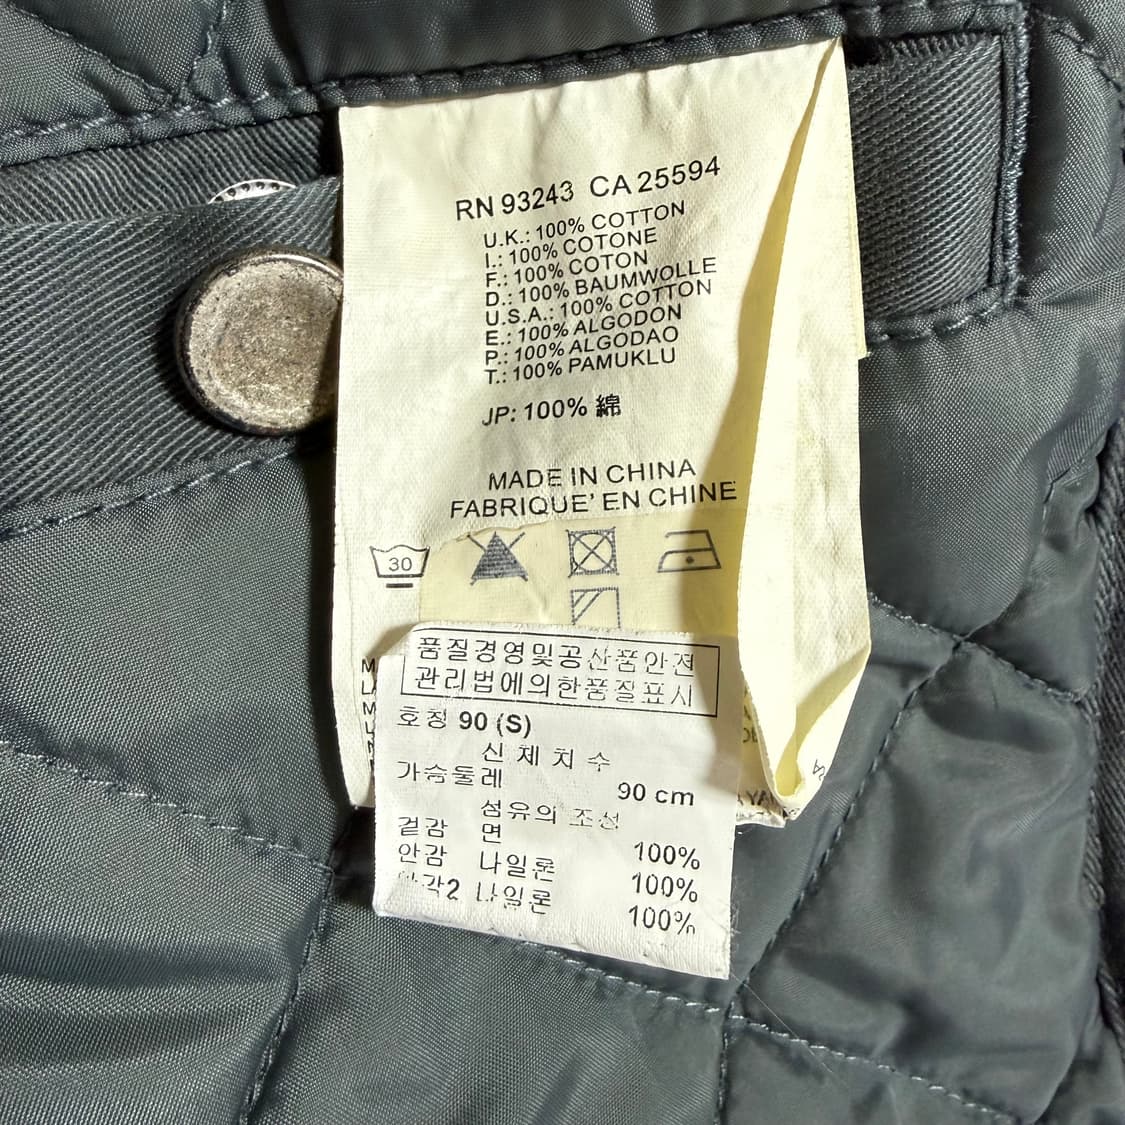 RN 93243 CA 25594
U.K.: 100% COTTON
I.: 100% COTONE
F.: 100% COTON
D.: 100% BAUMWOLLE
U.S.A.: 100% COTTON
E.: 100% ALGODON
P.: 100% ALGODAO
T.: 100% PAMUKLU
JP: 100% 綿
MADE IN CHINA
FABRIQUE' EN CHINE
30
품질경영및공산품안전
관리법에의한품질표시
호칭 90 (S)
신체치수
가슴둘레 90 cm
섬유의 조성
겉감 면 100%
안감 나일론 100%
나일론 100%